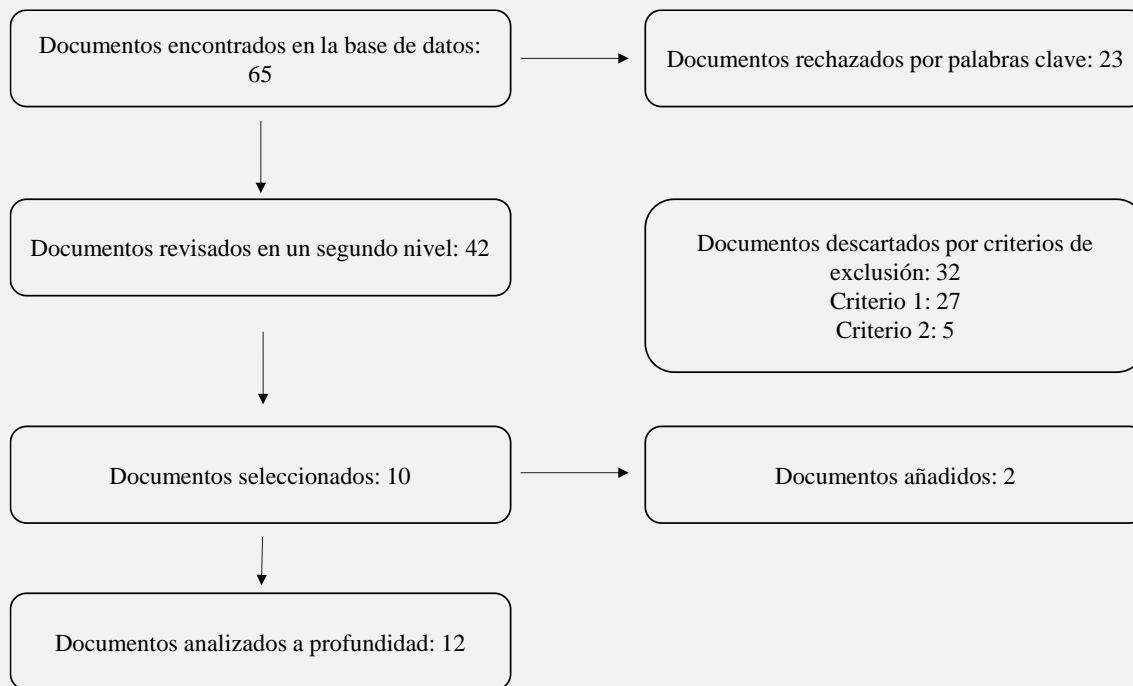 Documentos encontrados en la base de datos:
65
Documentos rechazados por palabras clave: 23
Documentos revisados en un segundo nivel: 42
Documentos descartados por criterios de
exclusión: 32
Criterio 1: 27
Criterio 2: 5
Documentos seleccionados: 10
Documentos añadidos: 2
Documentos analizados a profundidad: 12